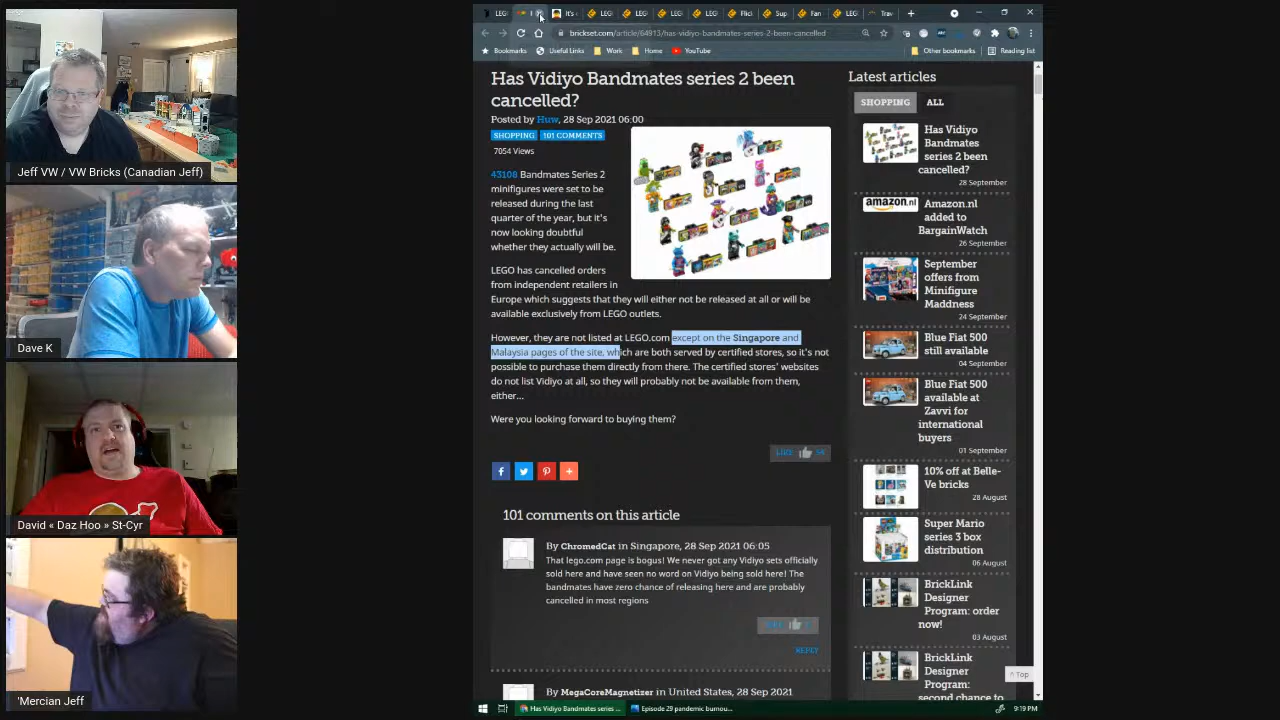 Jeff VW / VW Bricks (Canadian Jeff)
Dave K
David « Daz Hoo » St-Cyr
'Mercian Jeff
LEG
It's
LEG
LEG
LEG
LEG
Flic
Sup
Fan
LEG
Trav
brickset.com/article/64913/has-vidiyo-bandmates-series-2-been-cancelled
Bookmarks
Useful Links
Work
Home
YouTube
Other bookmarks
Reading list
Has Vidiyo Bandmates series 2 been
cancelled?
Posted by Huw, 28 Sep 2021 06:00
SHOPPING 101 COMMENTS
7054 Views
43108 Bandmates Series 2
minifigures were set to be
released during the last
quarter of the year, but it's
now looking doubtful
whether they actually will be.
LEGO has cancelled orders
from independent retailers in
Europe which suggests that they will either not be released at all or will be
available exclusively from LEGO outlets.
However, they are not listed at LEGO.com except on the Singapore and
Malaysia pages of the site, which are both served by certified stores, so it's not
possible to purchase them directly from there. The certified stores' websites
do not list Vidiyo at all, so they will probably not be available from them,
either...
Were you looking forward to buying them?
LIKE
101 comments on this article
By ChromedCat in Singapore, 28 Sep 2021 06:05
That lego.com page is bogus! We never got any Vidiyo sets officially
sold here and have seen no word on Vidiyo being sold here! The
bandmates have zero chance of releasing here and are probably
cancelled in most regions
LIKE
REPLY
By MegaCoreMagnetizer in United States, 28 Sep 2021
Latest articles
SHOPPING ALL
Has Vidiyo
Bandmates
series 2 been
cancelled?
28 September
amazon.nl
Amazon.nl
added to
BargainWatch
26 September
September
offers from
Minifigure
Maddness
24 September
Blue Fiat 500
still available
04 September
Blue Fiat 500
available at
Zavvi for
international
buyers
01 September
10% off at Belle-
Ve bricks
28 August
Super Mario
series 3 box
distribution
06 August
BrickLink
Designer
Program: order
now!
03 August
BrickLink
Designer
Program:
second chance to
Top
Has Vidiyo Bandmates series ...
Episode 29 pandemic burnou...
9:19 PM